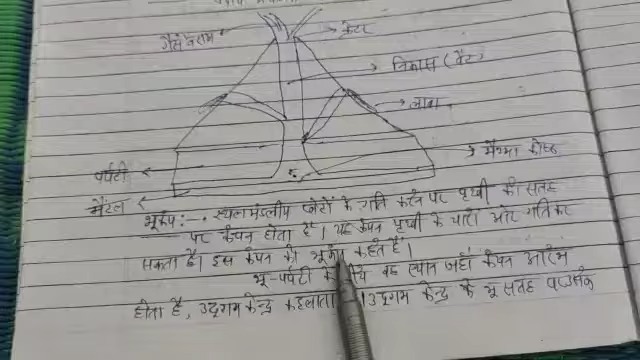 गैस व राख
क्रेटर
निकास (वेंट)
लावा
मैग्मा कोष्ठ
पर्पटी
मेंटल
भूकंप:- स्थलमंडलीय प्लेटों के गति करने पर पृथ्वी की सतह
पर कंपन होता है। यह कंपन पृथ्वी के चारों ओर गति कर
सकता है। इस कंपन को भूकंप कहते हैं।
भू-पर्पटी के नीचे वह स्थान जहाँ कंपन आरंभ
होता है, उद्गम केन्द्र कहलाता उद्गम केन्द्र के भू सतह पर उसके